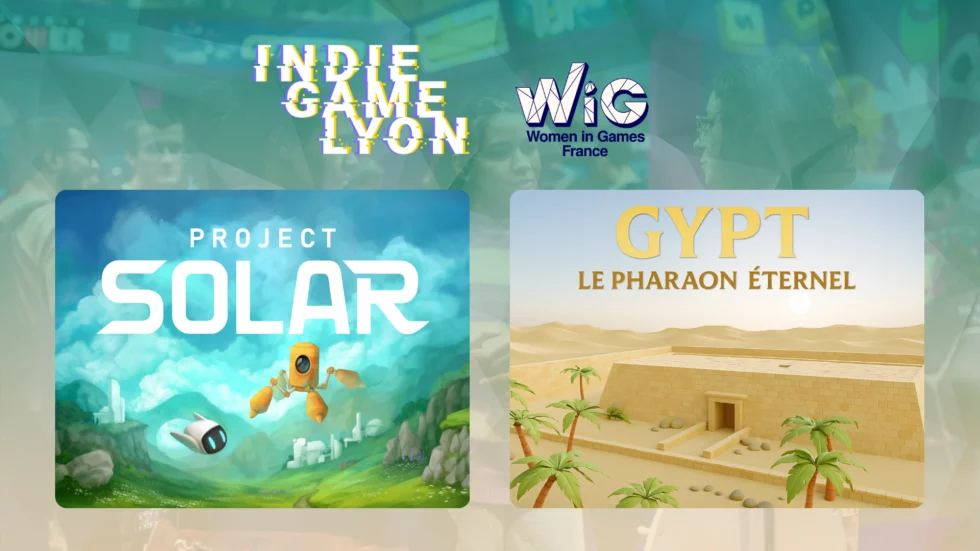 INDIE
GAME
LYON
WiG
Women in Games
France
PROJECT
SOLAR
GYPT
LE PHARAON ÉTERNEL